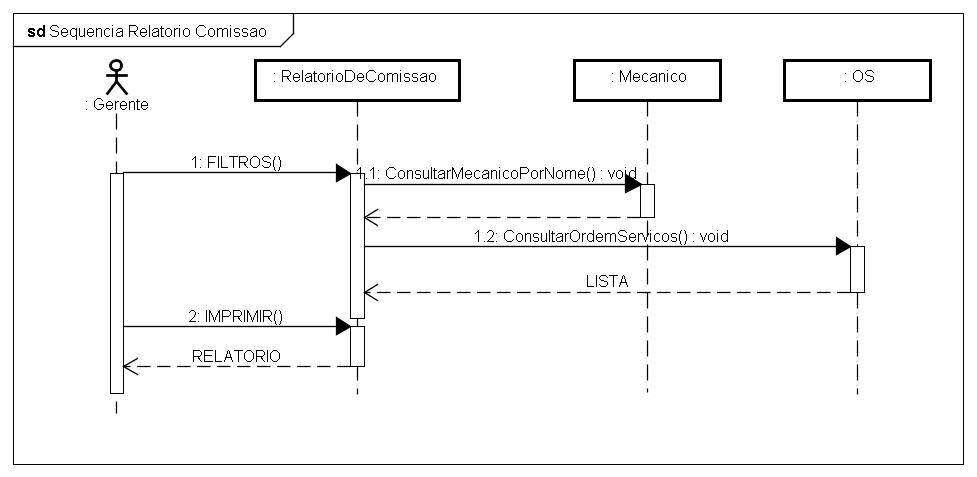 sd Sequencia Relatorio Comissao
: RelatorioDeComissao
: Mecanico
: OS
: Gerente
1: FILTROS()
1.1: ConsultarMecanicoPorNome() : void
1.2: ConsultarOrdemServicos() : void
LISTA
2: IMPRIMIR()
RELATORIO